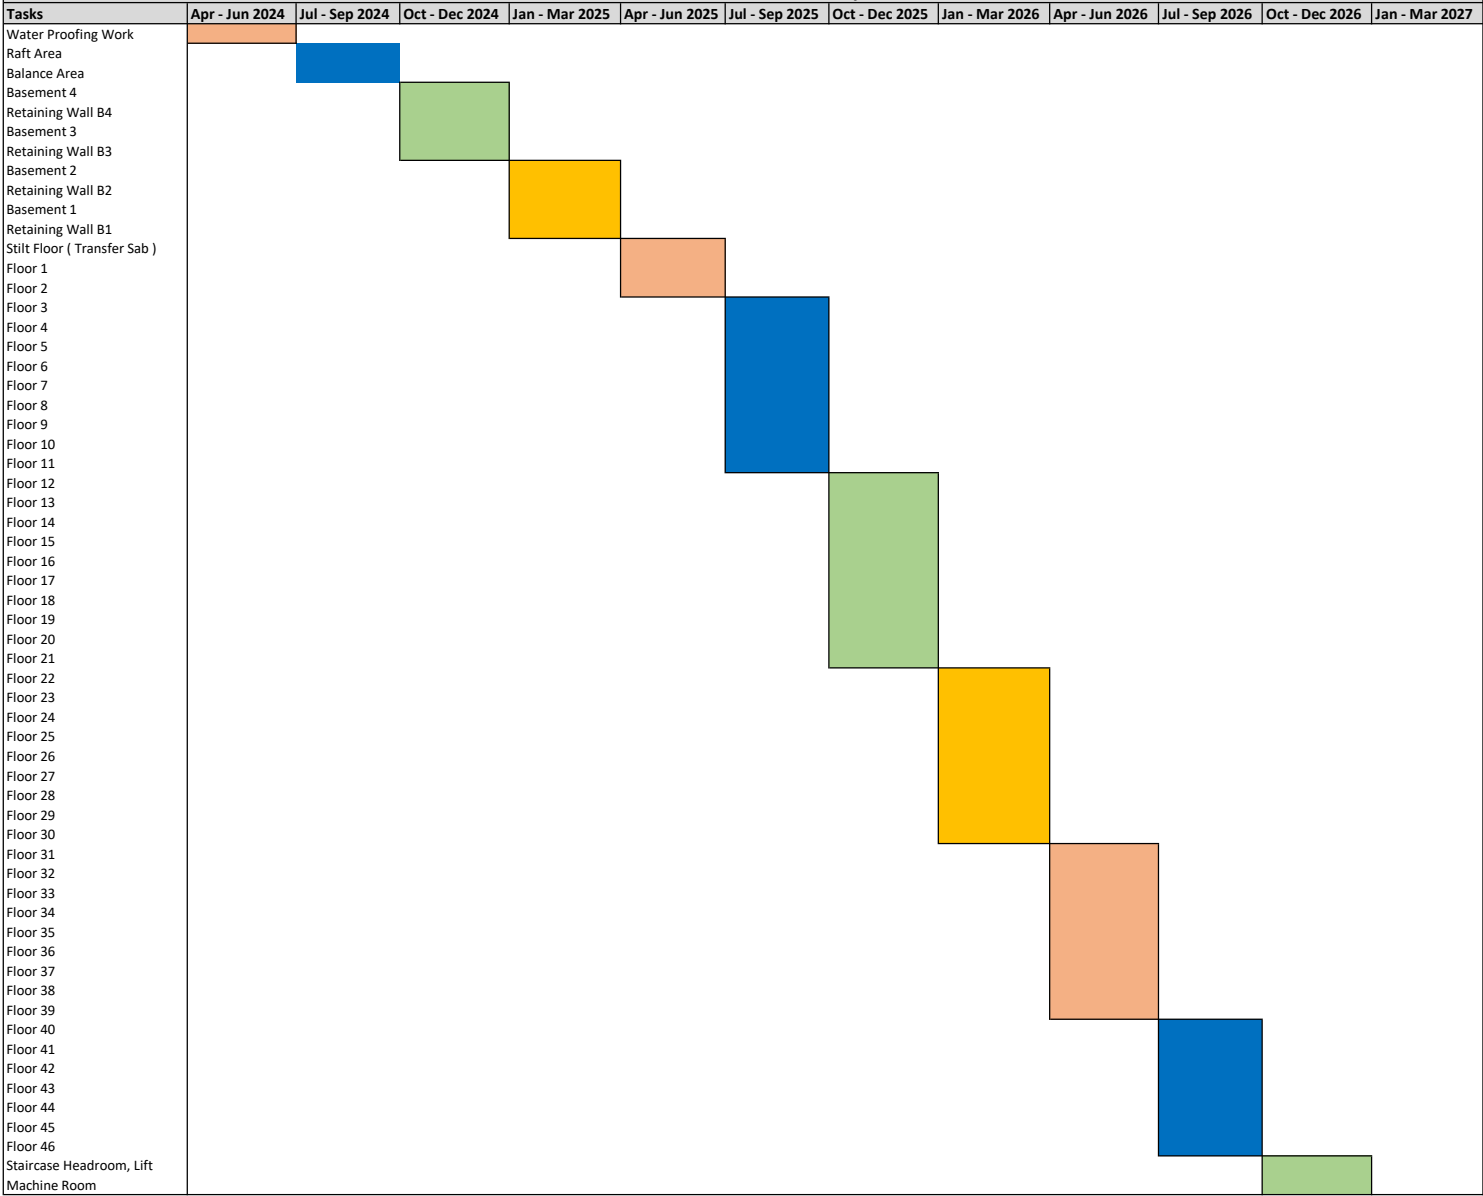 Tasks Apr - Jun 2024 Jul - Sep 2024 Oct - Dec 2024 Jan - Mar 2025 Apr - Jun 2025 Jul - Sep 2025 Oct - Dec 2025 Jan - Mar 2026 Apr - Jun 2026 Jul - Sep 2026 Oct - Dec 2026 Jan - Mar 2027
Water Proofing Work
Raft Area
Balance Area
Basement 4
Retaining Wall B4
Basement 3
Retaining Wall B3
Basement 2
Retaining Wall B2
Basement 1
Retaining Wall B1
Stilt Floor ( Transfer Sab )
Floor 1
Floor 2
Floor 3
Floor 4
Floor 5
Floor 6
Floor 7
Floor 8
Floor 9
Floor 10
Floor 11
Floor 12
Floor 13
Floor 14
Floor 15
Floor 16
Floor 17
Floor 18
Floor 19
Floor 20
Floor 21
Floor 22
Floor 23
Floor 24
Floor 25
Floor 26
Floor 27
Floor 28
Floor 29
Floor 30
Floor 31
Floor 32
Floor 33
Floor 34
Floor 35
Floor 36
Floor 37
Floor 38
Floor 39
Floor 40
Floor 41
Floor 42
Floor 43
Floor 44
Floor 45
Floor 46
Staircase Headroom, Lift
Machine Room